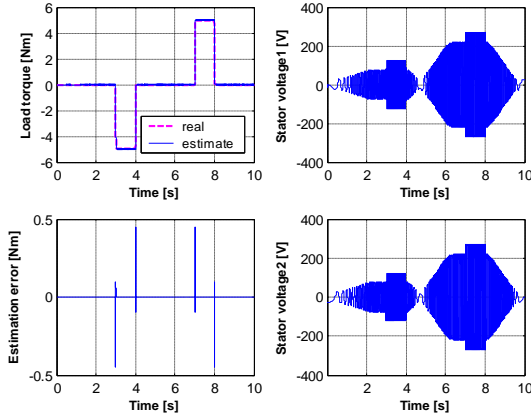 6
4
2
0
-2
-4
6
0 2 4 6 8 10
Load torque [Nm]
Time [s]
real
estimate
400
200
0
-200
-400
0 2 4 6 8 10
Stator voltage1 [V]
Time [s]
0.5
0
-0.5
0 2 4 6 8 10
Estimation error [Nm]
Time [s]
400
200
0
-200
-400
0 2 4 6 8 10
Stator voltage2 [V]
Time [s]